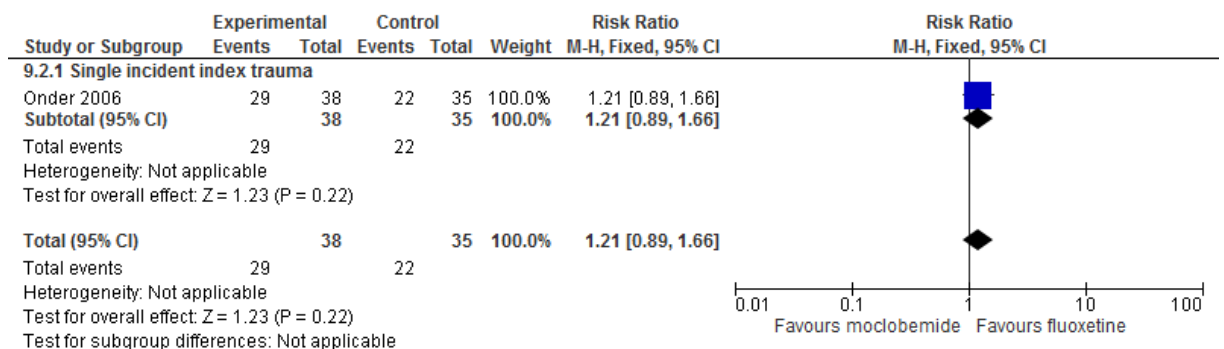 Experimental Control Risk Ratio Risk Ratio
Study or Subgroup Events Total Events Total Weight M-H, Fixed, 95% CI M-H, Fixed, 95% CI
9.2.1 Single incident index trauma
Onder 2006 29 38 22 35 100.0% 1.21 [0.89, 1.66]
Subtotal (95% CI) 38 35 100.0% 1.21 [0.89, 1.66]
Total events 29 22
Heterogeneity: Not applicable
Test for overall effect: Z = 1.23 (P = 0.22)
Total (95% CI) 38 35 100.0% 1.21 [0.89, 1.66]
Total events 29 22
Heterogeneity: Not applicable
Test for overall effect: Z = 1.23 (P = 0.22)
Test for subgroup differences: Not applicable
0.01 0.1 1 10 100
Favours moclobemide Favours fluoxetine